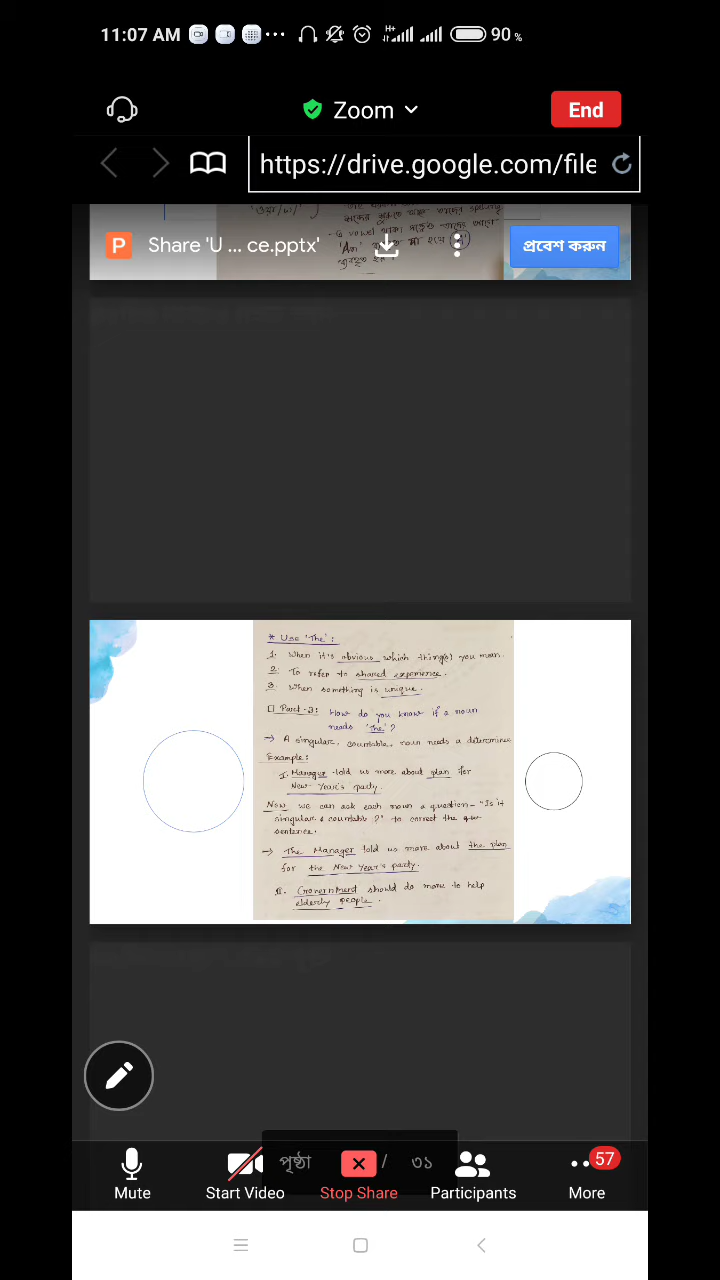 11:07 AM
H+
90 %
Zoom
End
https://drive.google.com/file
'Am'
Share 'U ... ce.pptx'
প্রবেশ করুন
* Use 'The':
1. When it's obvious which thing(s) you mean.
2. To refer to shared experience.
3. When something is unique.
Part-3: How do you know if a noun
needs 'The'?
→ A singular, countable, noun needs a determiner
Example:
I. Manager told us more about plan for
New Year's party.
Now we can ask each noun a question- "Is it
singular & countable?" to correct the
sentence.
→ The Manager told us more about the plan
for the New Year's party.
II. Government should do more to help
elderly people.
পৃষ্ঠা / ৩১
57
Mute
Start Video
Stop Share
Participants
More